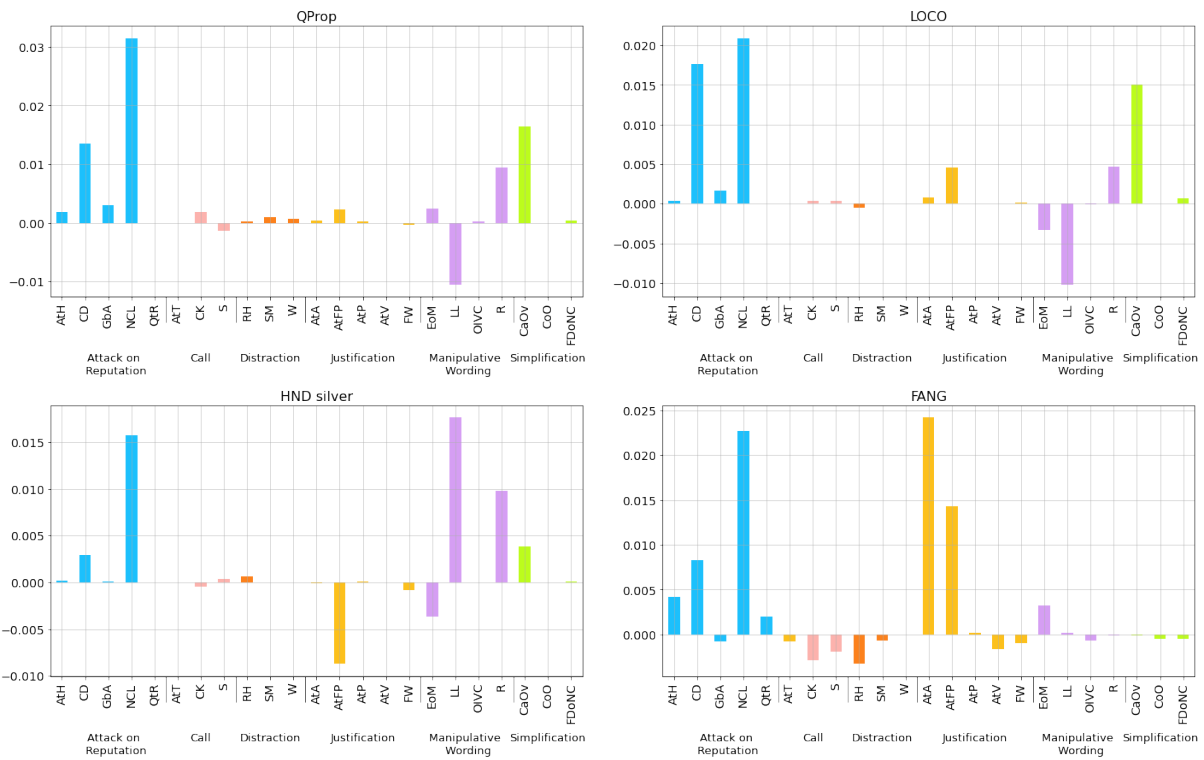 QProp
0.03
0.02
0.01
0.00
−0.01
AtH
CD
GbA
NCL
QtR
AtT
CK
S
RH
SM
W
AtA
AtFP
AtP
AtV
FW
EoM
LL
OIVC
R
CaOv
CoO
FDoNC
Attack on
Reputation
Call
Distraction
Justification
Manipulative
Wording
Simplification
LOCO
0.020
0.015
0.010
0.005
0.000
−0.005
−0.010
AtH
CD
GbA
NCL
QtR
AtT
CK
S
RH
SM
W
AtA
AtFP
AtP
AtV
FW
EoM
LL
OIVC
R
CaOv
CoO
FDoNC
Attack on
Reputation
Call
Distraction
Justification
Manipulative
Wording
Simplification
HND silver
0.015
0.010
0.005
0.000
−0.005
−0.010
AtH
CD
GbA
NCL
QtR
AtT
CK
S
RH
SM
W
AtA
AtFP
AtP
AtV
FW
EoM
LL
OIVC
R
CaOv
CoO
FDoNC
Attack on
Reputation
Call
Distraction
Justification
Manipulative
Wording
Simplification
FANG
0.025
0.020
0.015
0.010
0.005
0.000
AtH
CD
GbA
NCL
QtR
AtT
CK
S
RH
SM
W
AtA
AtFP
AtP
AtV
FW
EoM
LL
OIVC
R
CaOv
CoO
FDoNC
Attack on
Reputation
Call
Distraction
Justification
Manipulative
Wording
Simplification